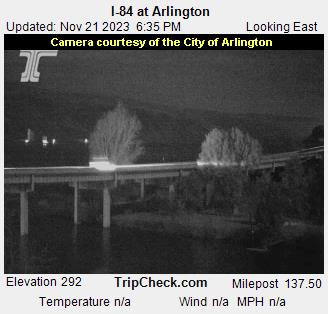 I-84 at Arlington
Updated: Nov 21 2023 6:35 PM Looking East
Camera courtesy of the City of Arlington
Elevation 292 TripCheck.com Milepost 137.50
Temperature n/a Wind n/a MPH n/a